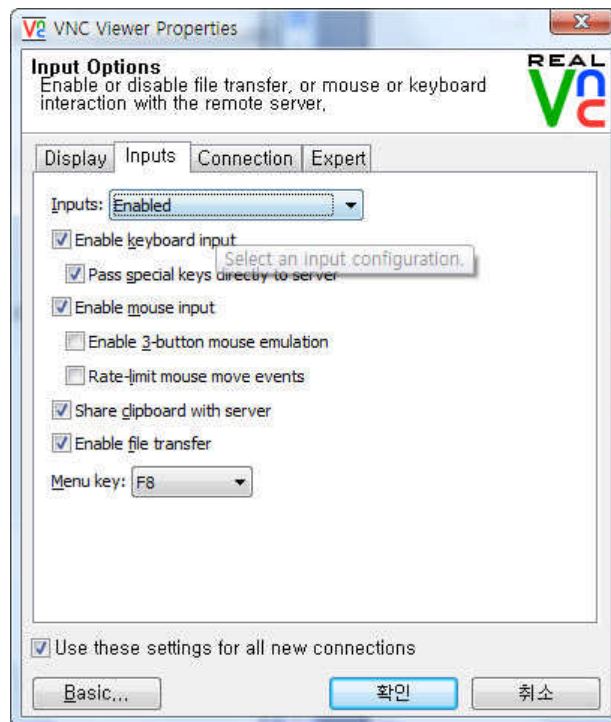 VNC Viewer Properties
Input Options
Enable or disable file transfer, or mouse or keyboard
interaction with the remote server,
REAL
VNC
Display Inputs Connection Expert
Inputs: Enabled
Enable keyboard input
Select an input configuration,
Pass special keys directly to server
Enable mouse input
Enable 3-button mouse emulation
Rate-limit mouse move events
Share clipboard with server
Enable file transfer
Menu key: F8
Use these settings for all new connections
Basic,,,
확인
취소